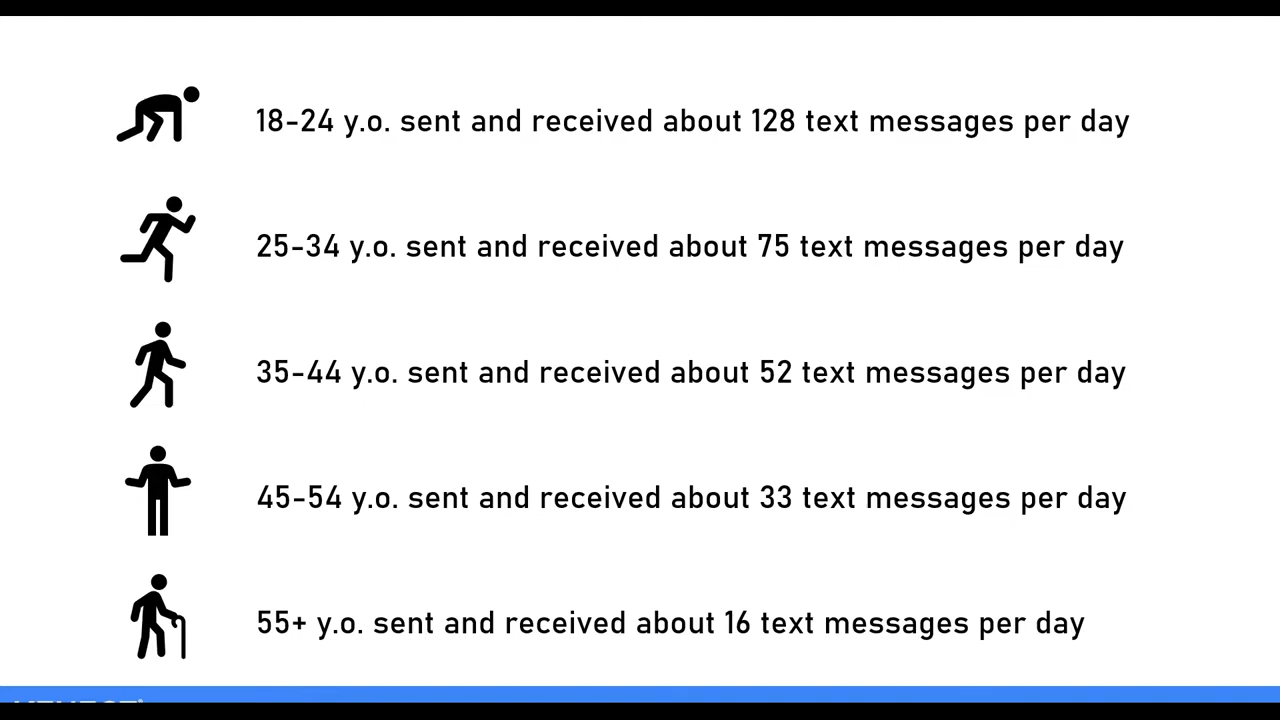 18-24 y.o. sent and received about 128 text messages per day
25-34 y.o. sent and received about 75 text messages per day
35-44 y.o. sent and received about 52 text messages per day
45-54 y.o. sent and received about 33 text messages per day
55+ y.o. sent and received about 16 text messages per day